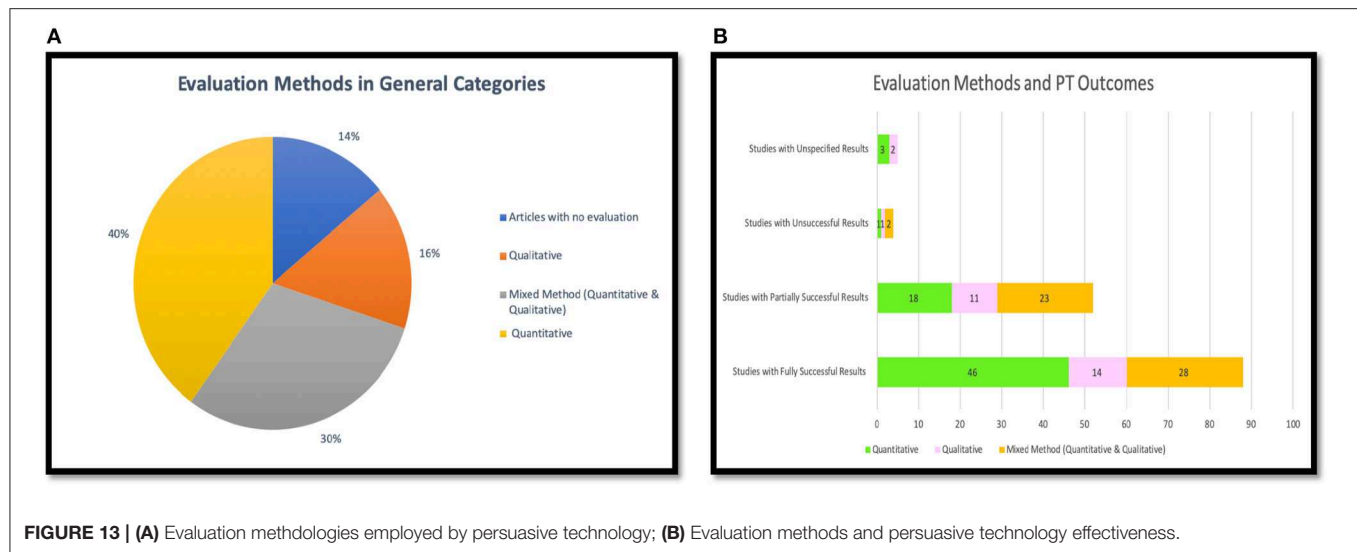 A
Evaluation Methods in General Categories
14%
16%
30%
40%
Articles with no evaluation
Qualitative
Mixed Method (Quantitative &
Qualitative)
Quantitative
B
Evaluation Methods and PT Outcomes
Studies with Unspecified Results
3 2
Studies with Unsuccessful Results
1 1 2
Studies with Partially Successful Results
18 11 23
Studies with Fully Successful Results
46 14 28
0 10 20 30 40 50 60 70 80 90 100
Quantitative Qualitative Mixed Method (Quantitative & Qualitative)
FIGURE 13 | (A) Evaluation methdologies employed by persuasive technology; (B) Evaluation methods and persuasive technology effectiveness.